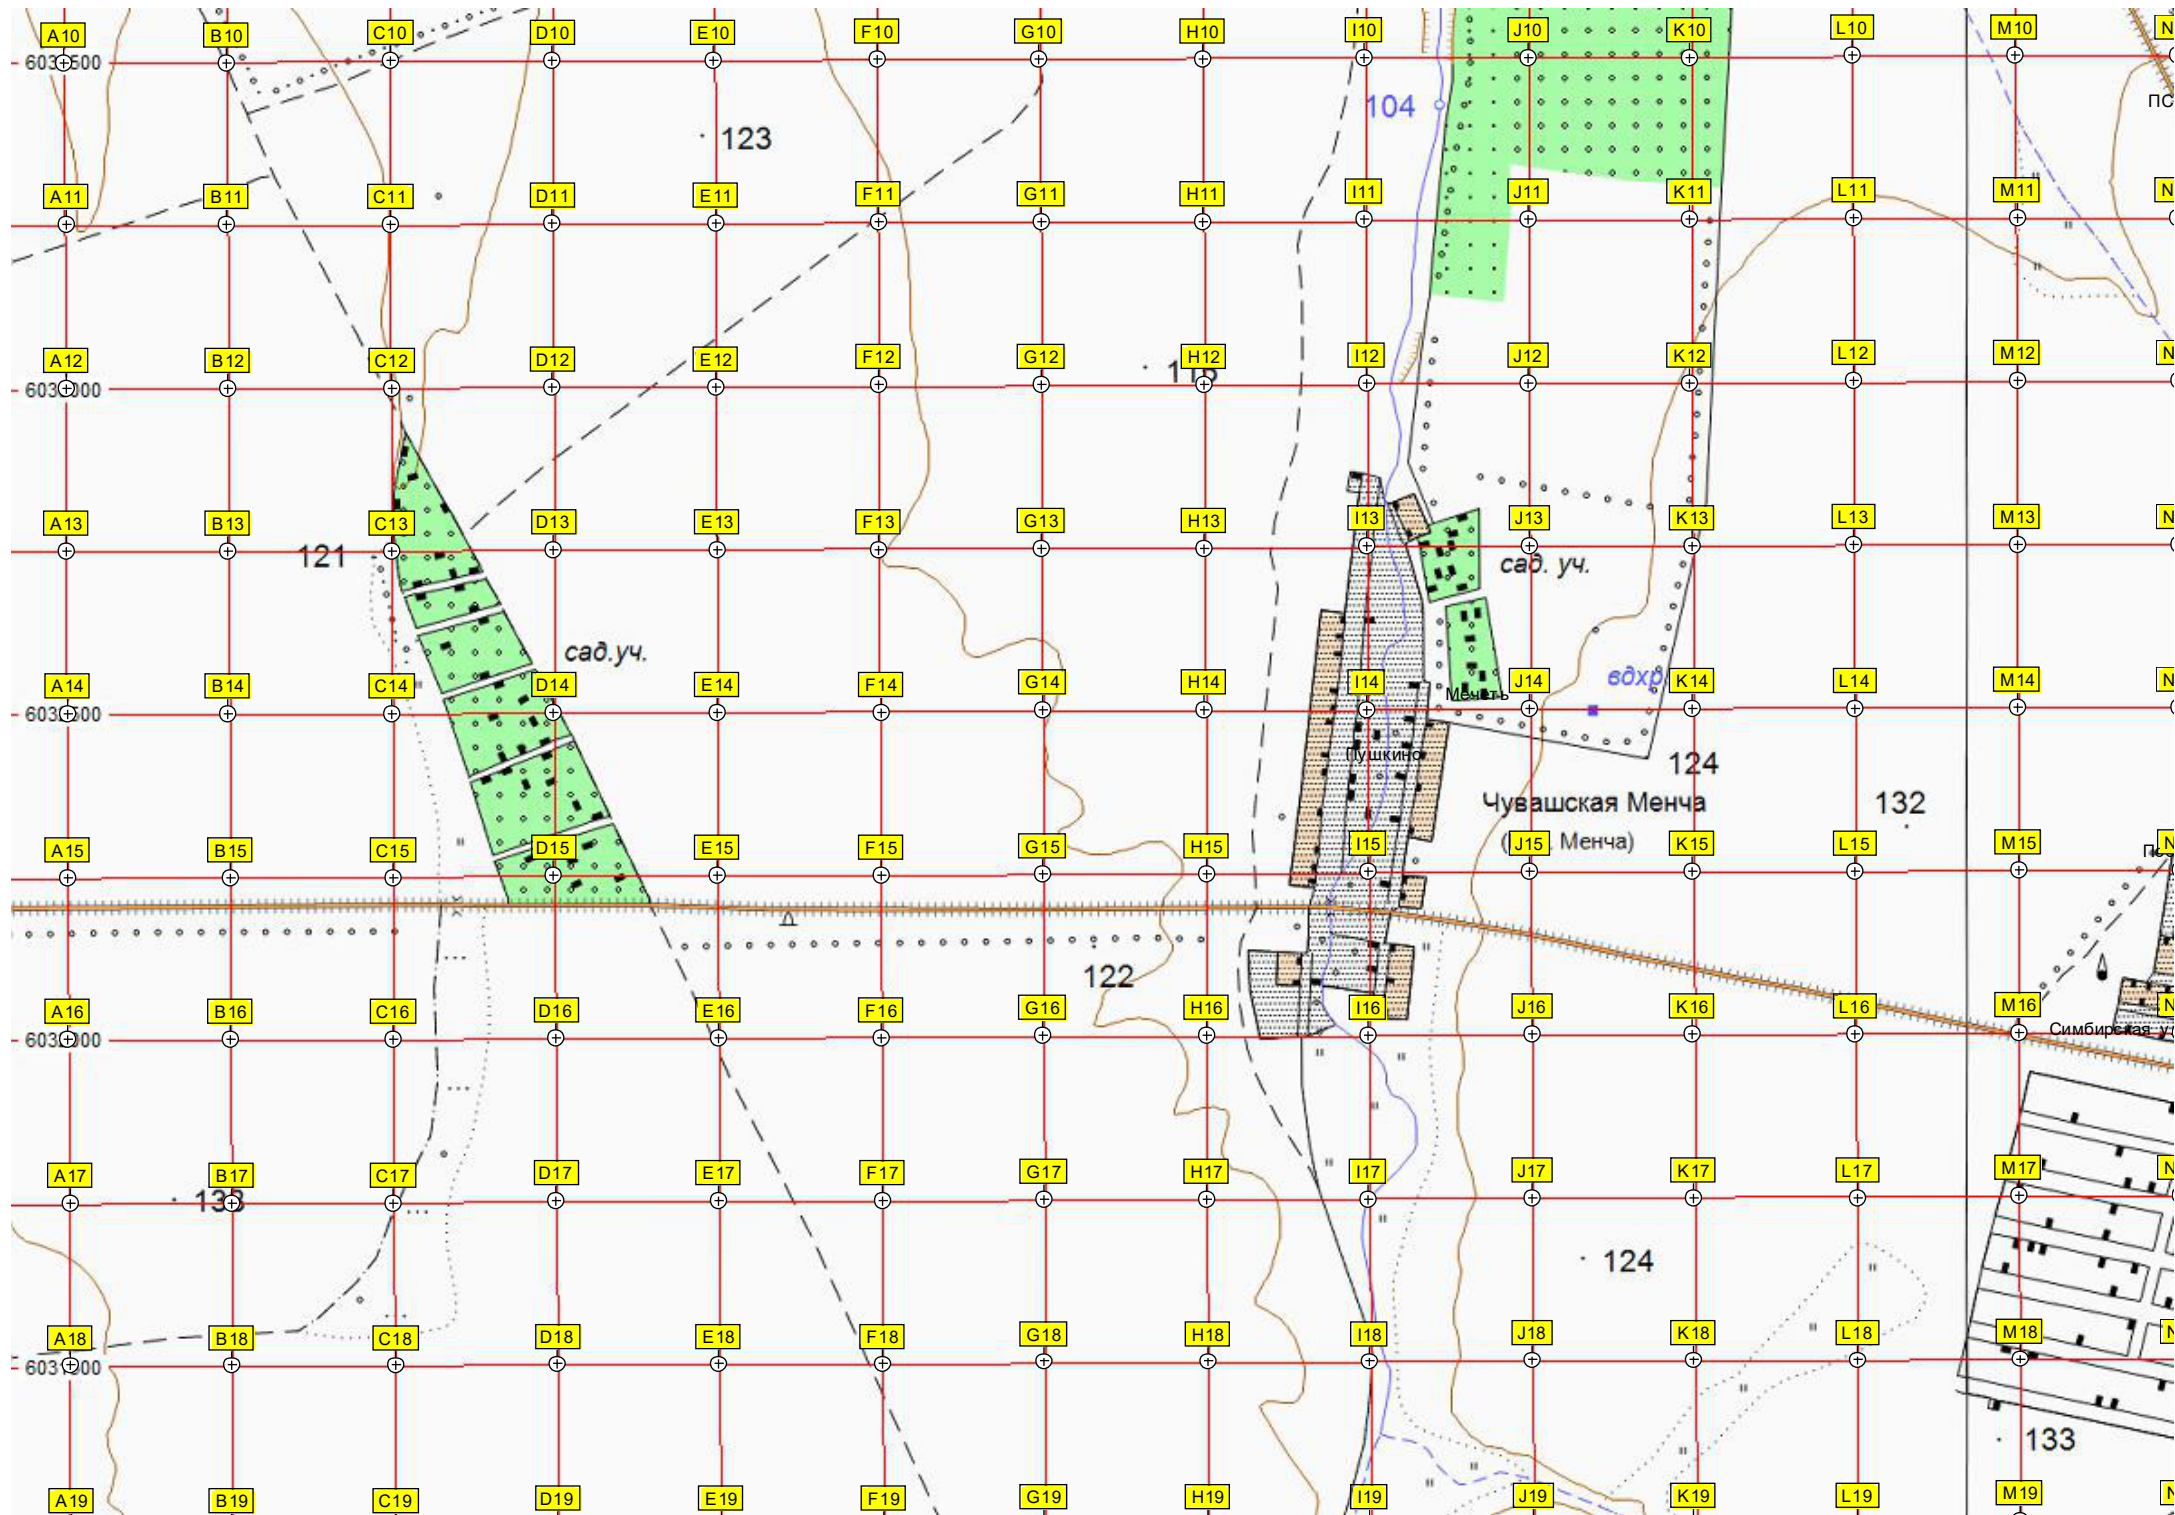 A10 B10 C10 D10 E10 F10 G10 H10 I10 J10 K10 L10 M10 N
104
123
ПС
A11 B11 C11 D11 E11 F11 G11 H11 I11 J11 K11 L11 M11 N
A12 B12 C12 D12 E12 F12 G12 H12 I12 J12 K12 L12 M12 N
A13 B13 C13 D13 E13 F13 G13 H13 I13 J13 K13 L13 M13 N
121
сад. уч.
сад.уч.
вдхр
A14 B14 C14 D14 E14 F14 G14 H14 I14 J14 K14 L14 M14 N
Мечеть
Пушкино
124
Чувашская Менча
132
Менча)
A15 B15 C15 D15 E15 F15 G15 H15 I15 J15 K15 L15 M15 N
122
A16 B16 C16 D16 E16 F16 G16 H16 I16 J16 K16 L16 M16 N
Симбирская у
A17 B17 C17 D17 E17 F17 G17 H17 I17 J17 K17 L17 M17 N
133
124
A18 B18 C18 D18 E18 F18 G18 H18 I18 J18 K18 L18 M18 N
133
A19 B19 C19 D19 E19 F19 G19 H19 I19 J19 K19 L19 M19 N